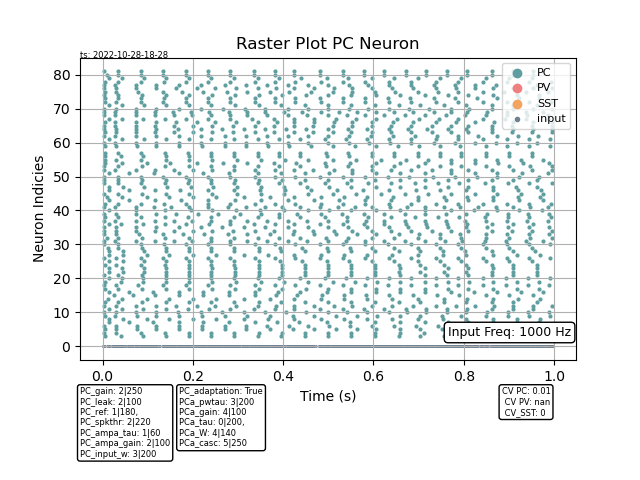 Raster Plot PC Neuron
ts: 2022-10-28-18-28
PC
PV
SST
input
80
70
60
50
40
30
20
10
0
Neuron Indicies
Input Freq: 1000 Hz
0.0 0.2 0.4 0.6 0.8 1.0
Time (s)
PC_gain: 2|250
PC_leak: 2|100
PC_ref: 1|180,
PC_spkthr: 2|220
PC_ampa_tau: 1|60
PC_ampa_gain: 2|100
PC_input_w: 3|200
PC_adaptation: True
PCa_pwtau: 3|200
PCa_gain: 4|100
PCa_tau: 0|200,
PCa_W: 4|140
PCa_casc: 5|250
CV PC: 0.01
CV PV: nan
CV_SST: 0